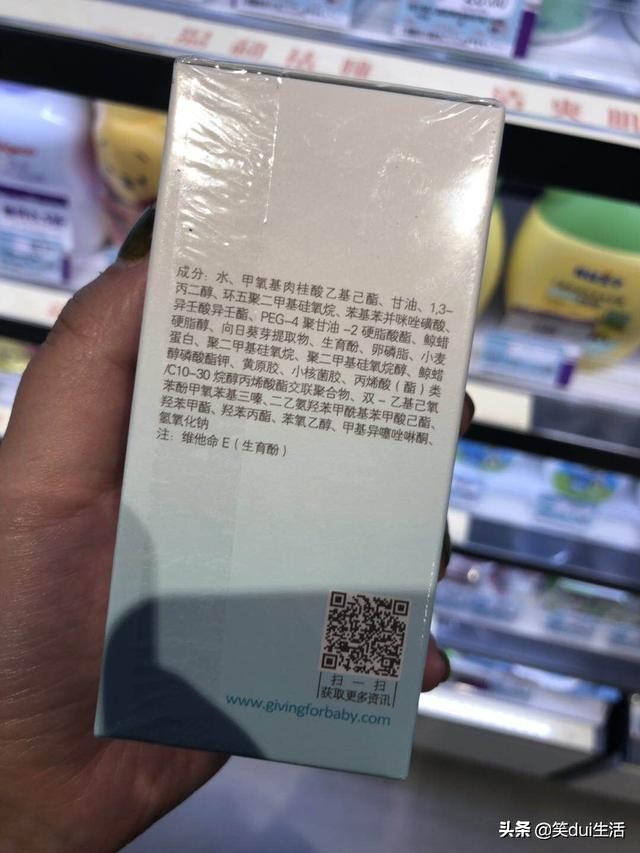 温和祛痱
清爽肌
成分：水、甲氧基肉桂酸乙基己酯、甘油、1,3-
丙二醇、环五聚二甲基硅氧烷、苯基苯并咪唑磺酸、
异壬酸异壬酯、PEG-4 聚甘油-2 硬脂酸酯、鲸蜡
硬脂醇、向日葵芽提取物、生育酚、卵磷脂、小麦
蛋白、聚二甲基硅氧烷、聚二甲基硅氧烷醇、鲸蜡
醇磷酸酯钾、黄原胶、小核菌胶、丙烯酸（酯）类
/C10-30 烷醇丙烯酸酯交联聚合物、双-乙基己氧
苯酚甲氧苯基三嗪、二乙氨羟苯甲酰基苯甲酸己酯、
羟苯甲酯、羟苯丙酯、苯氧乙醇、甲基异噻唑啉酮、
氢氧化钠
注：维他命 E（生育酚）
扫一扫
获取更多资讯
www.givingforbaby.com
头条 @笑dui生活